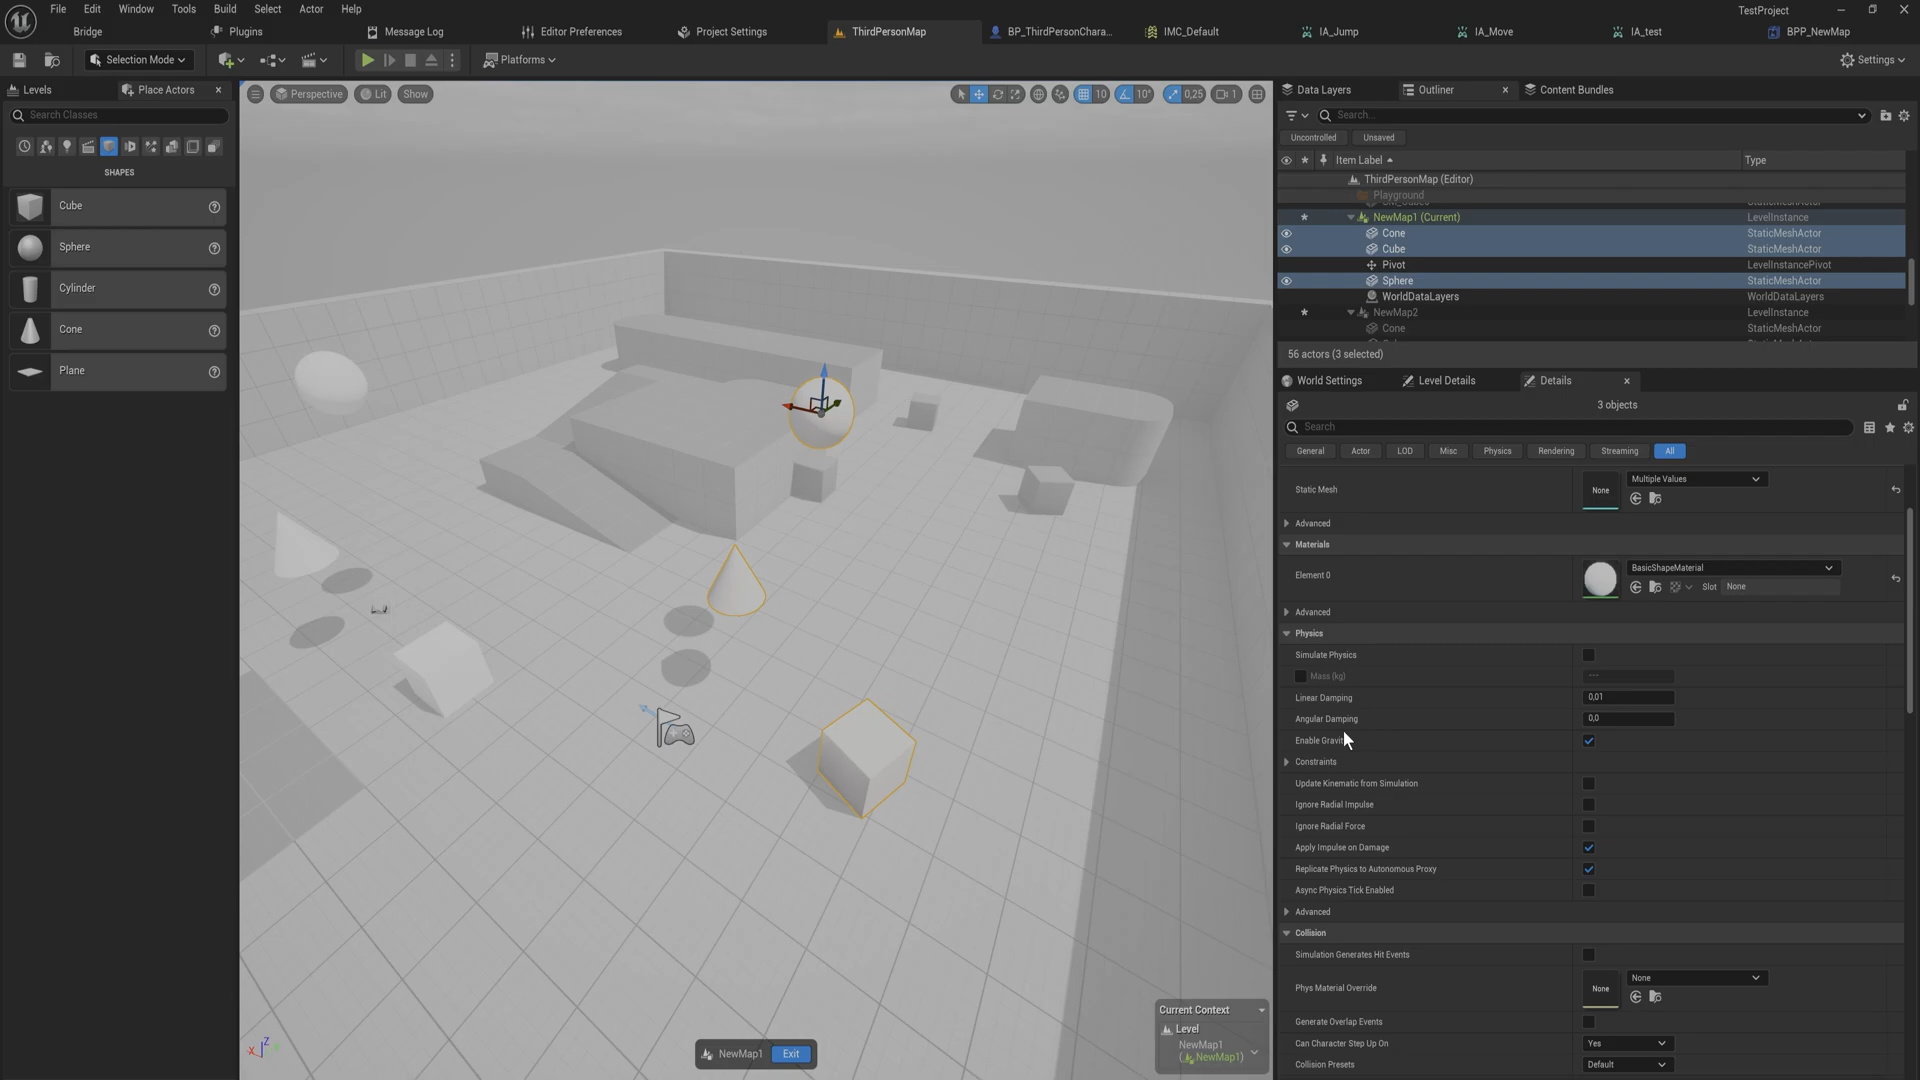 File Edit Window Tools Build Select Actor Help
TestProject
Bridge Plugins Message Log Editor Preferences Project Settings ThirdPersonMap BP_ThirdPersonChara... IMC_Default IA_Jump IA_Move IA_test BPP_NewMap
Selection Mode Platforms Settings
Levels Place Actors
Search Classes
SHAPES
Cube
Sphere
Cylinder
Cone
Plane
Perspective Lit Show 10 10° 0,25 1
NewMap1 Exit
Current Context
Level
NewMap1
(NewMap1)
X Z
Data Layers Outliner Content Bundles
Search...
Uncontrolled Unsaved
Item Label Type
ThirdPersonMap (Editor)
Playground
NewMap1 (Current) LevelInstance
Cone StaticMeshActor
Cube StaticMeshActor
Pivot LevelInstancePivot
Sphere StaticMeshActor
WorldDataLayers WorldDataLayers
NewMap2 LevelInstance
Cone StaticMeshActor
56 actors (3 selected)
World Settings Level Details Details
3 objects
Search
General Actor LOD Misc Physics Rendering Streaming All
Static Mesh None Multiple Values
Advanced
Materials
Element 0 BasicShapeMaterial
Slot None
Advanced
Physics
Simulate Physics
Mass (kg) ---
Linear Damping 0,01
Angular Damping 0,0
Enable Gravit
Constraints
Update Kinematic from Simulation
Ignore Radial Impulse
Ignore Radial Force
Apply Impulse on Damage
Replicate Physics to Autonomous Proxy
Async Physics Tick Enabled
Advanced
Collision
Simulation Generates Hit Events
Phys Material Override None None
Generate Overlap Events
Can Character Step Up On Yes
Collision Presets Default